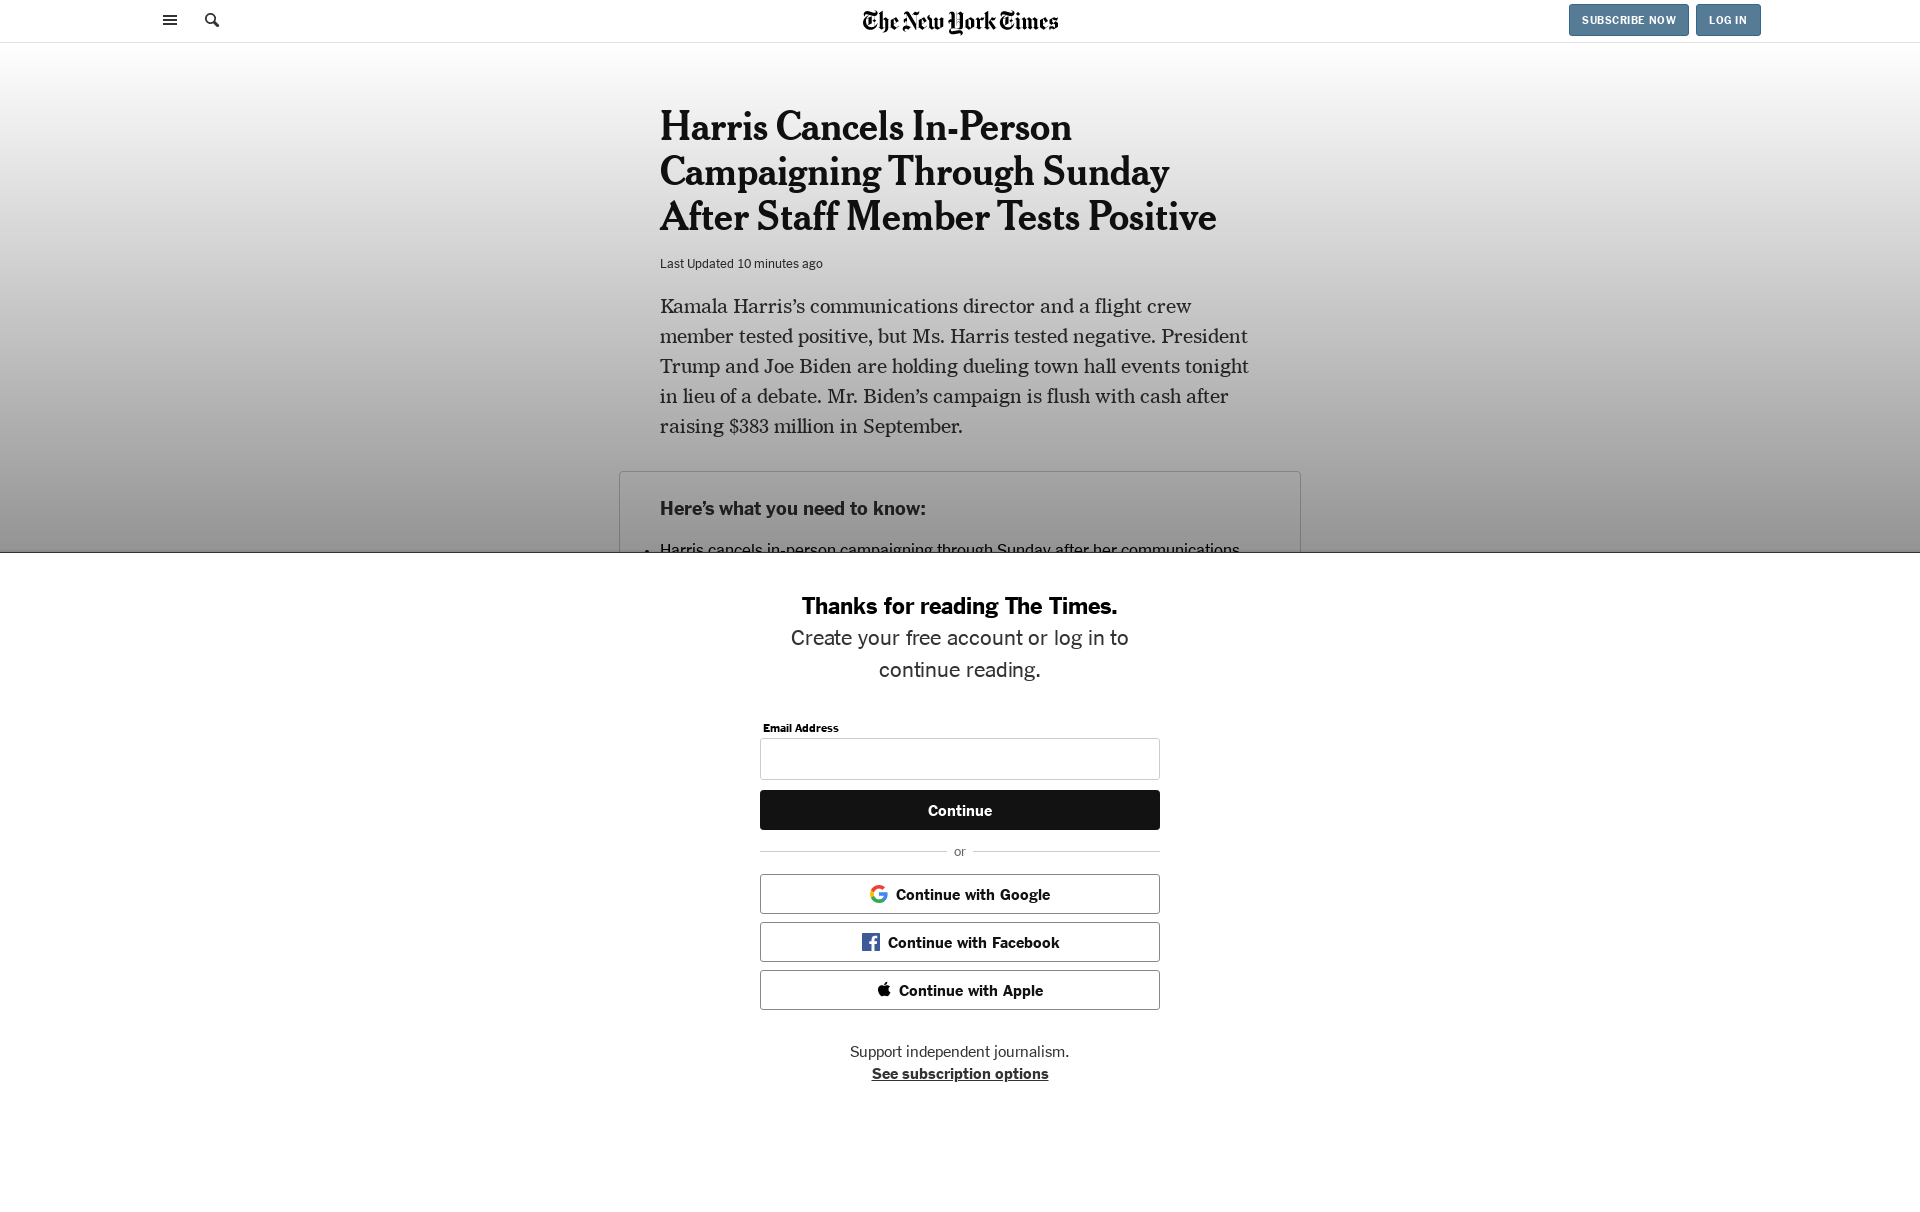 The New York Times
SUBSCRIBE NOW
LOG IN
Harris Cancels In-Person
Campaigning Through Sunday
After Staff Member Tests Positive
Last Updated 10 minutes ago
Kamala Harris’s communications director and a flight crew
member tested positive, but Ms. Harris tested negative. President
Trump and Joe Biden are holding dueling town hall events tonight
in lieu of a debate. Mr. Biden’s campaign is flush with cash after
raising $383 million in September.
Here’s what you need to know:
• Harris cancels in-person campaigning through Sunday after her communications
Thanks for reading The Times.
Create your free account or log in to
continue reading.
Email Address
Continue
or
Continue with Google
Continue with Facebook
Continue with Apple
Support independent journalism.
See subscription options